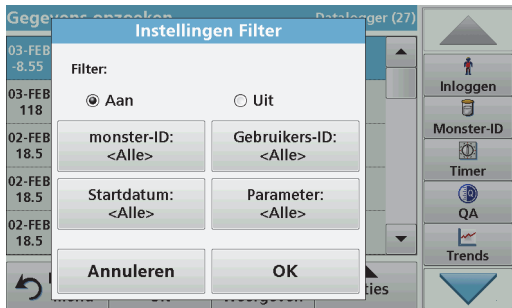 Gegevens opzoeken Datalogger (27)
Instellingen Filter
03-FEB
-8.55
Filter:
Aan Uit
03-FEB
118
monster-ID: Gebruikers-ID:
<Alle> <Alle>
02-FEB
18.5
Startdatum: Parameter:
<Alle> <Alle>
02-FEB
18.5
02-FEB
18.5
Annuleren OK
Inloggen
Monster-ID
Timer
QA
Trends